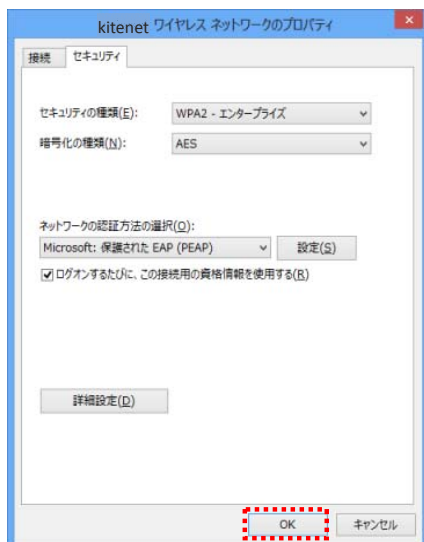 kitenet ワイヤレス ネットワークのプロパティ
接続 セキュリティ
セキュリティの種類(E): WPA2 - エンタープライズ
暗号化の種類(N): AES
ネットワークの認証方法の選択(O):
Microsoft: 保護された EAP (PEAP) 設定(S)
ログオンするたびに、この接続用の資格情報を使用する(R)
詳細設定(D)
OK キャンセル